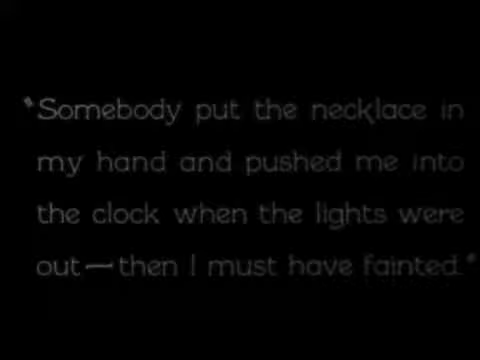 "Somebody put the necklace in
my hand and pushed me into
the clock when the lights were
out—then I must have fainted."